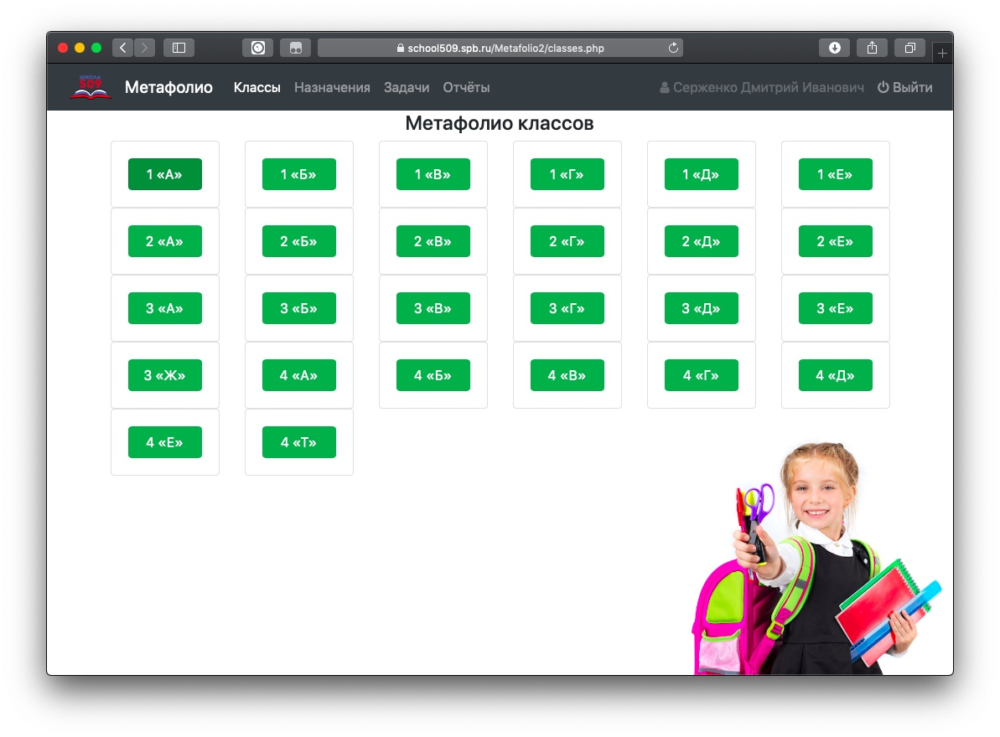 school509.spb.ru/Metafolio2/classes.php
ШКОЛА
509
Метафолио Классы Назначения Задачи Отчёты Серженко Дмитрий Иванович Выйти
Метафолио классов
1 «А» 1 «Б» 1 «В» 1 «Г» 1 «Д» 1 «Е»
2 «А» 2 «Б» 2 «В» 2 «Г» 2 «Д» 2 «Е»
3 «А» 3 «Б» 3 «В» 3 «Г» 3 «Д» 3 «Е»
3 «Ж» 4 «А» 4 «Б» 4 «В» 4 «Г» 4 «Д»
4 «Е» 4 «Т»